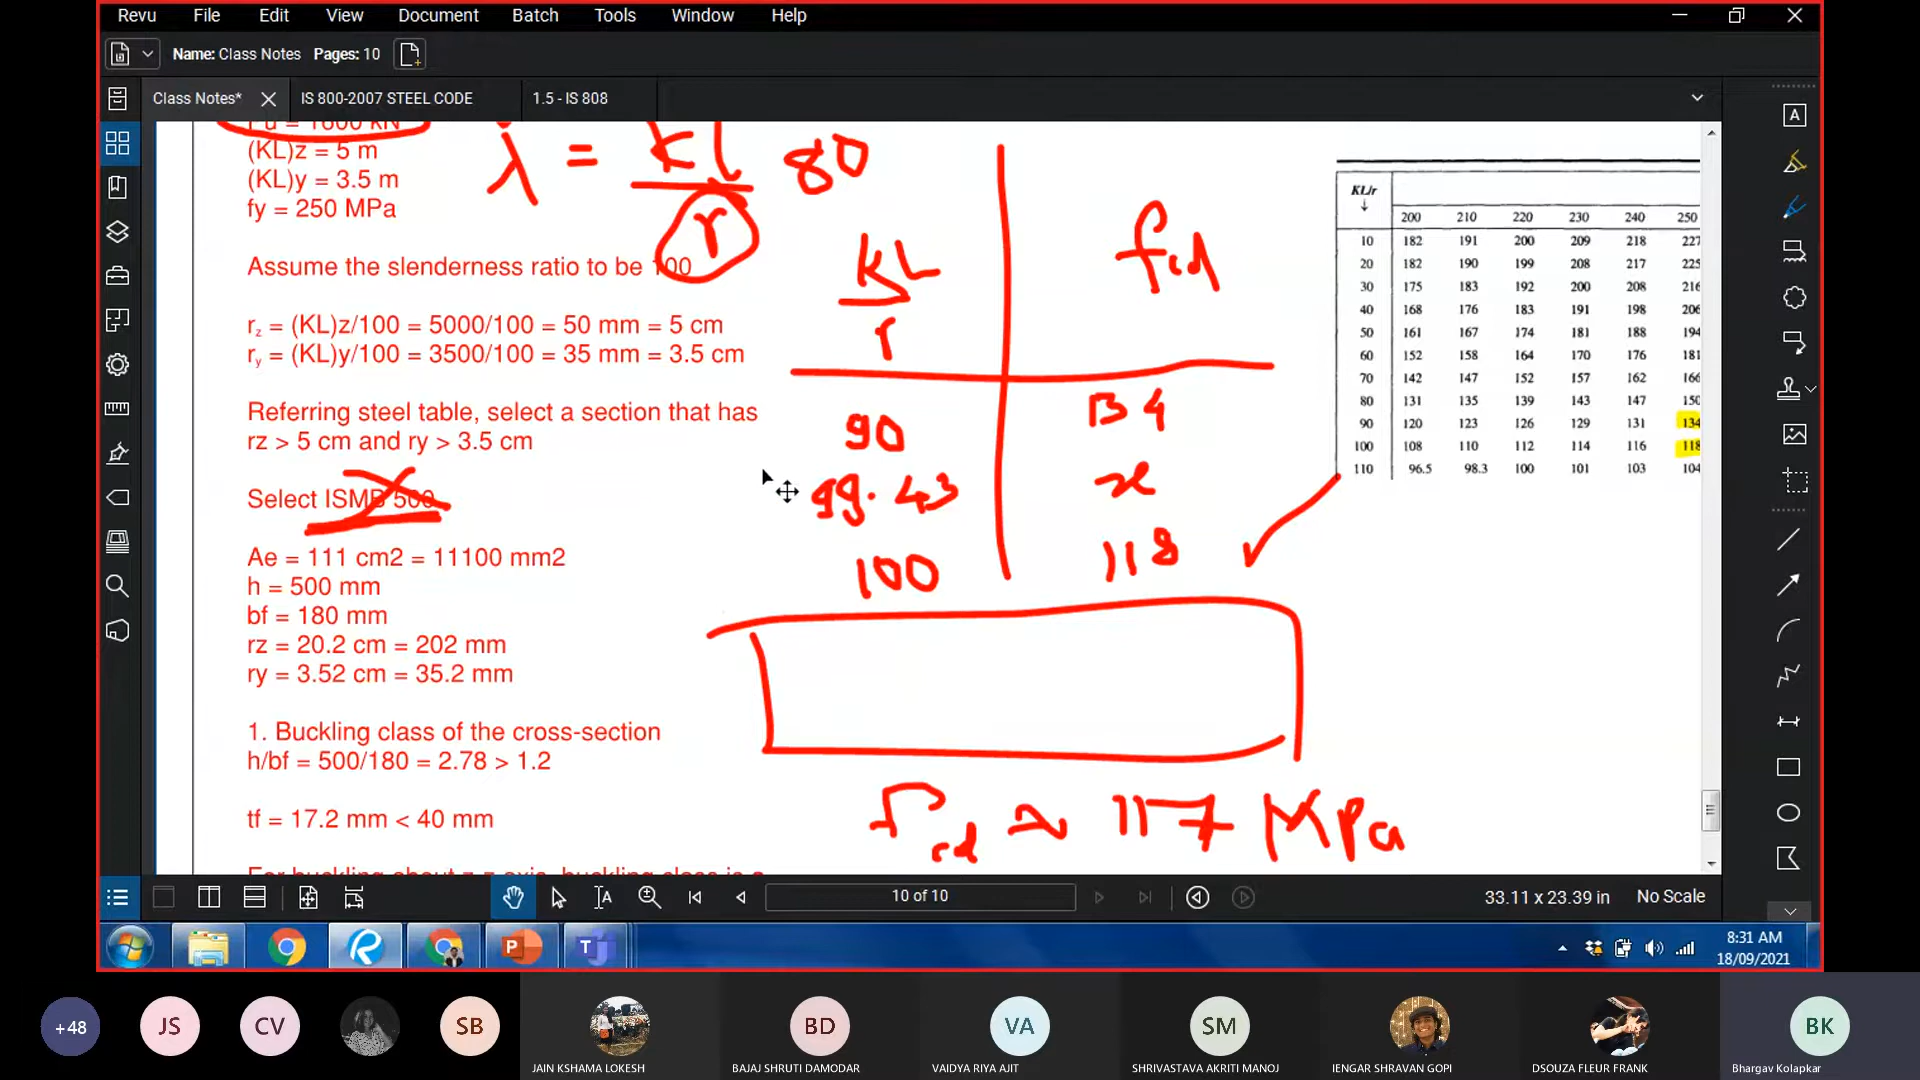 Revu File Edit View Document Batch Tools Window Help
Name: Class Notes Pages: 10
Class Notes* IS 800-2007 STEEL CODE 1.5 - IS 808
(KL)z = 5 m
(KL)y = 3.5 m
fy = 250 MPa
Assume the slenderness ratio to be 100
rz = (KL)z/100 = 5000/100 = 50 mm = 5 cm
ry = (KL)y/100 = 3500/100 = 35 mm = 3.5 cm
Referring steel table, select a section that has
rz > 5 cm and ry > 3.5 cm
Select ISMB 500
Ae = 111 cm2 = 11100 mm2
h = 500 mm
bf = 180 mm
rz = 20.2 cm = 202 mm
ry = 3.52 cm = 35.2 mm
1. Buckling class of the cross-section
h/bf = 500/180 = 2.78 > 1.2
tf = 17.2 mm < 40 mm
λ = kl/r 80
KL/r fcd
90 134
99.43 x
100 118
fcd ≈ 117 MPa
KL/r
↓
200 210 220 230 240 250
10 182 191 200 209 218 227
20 182 190 199 208 217 225
30 175 183 192 200 208 216
40 168 176 183 191 198 206
50 161 167 174 181 188 194
60 152 158 164 170 176 181
70 142 147 152 157 162 166
80 131 135 139 143 147 150
90 120 123 126 129 131 134
100 108 110 112 114 116 118
110 96.5 98.3 100 101 103 104
10 of 10
33.11 x 23.39 in No Scale
8:31 AM
18/09/2021
+48 JS CV SB BD VA SM BK
JAIN KSHAMA LOKESH BAJAJ SHRUTI DAMODAR VAIDYA RIYA AJIT SHRIVASTAVA AKRITI MANOJ IENGAR SHRAVAN GOPI DSOUZA FLEUR FRANK Bhargav Kolapkar